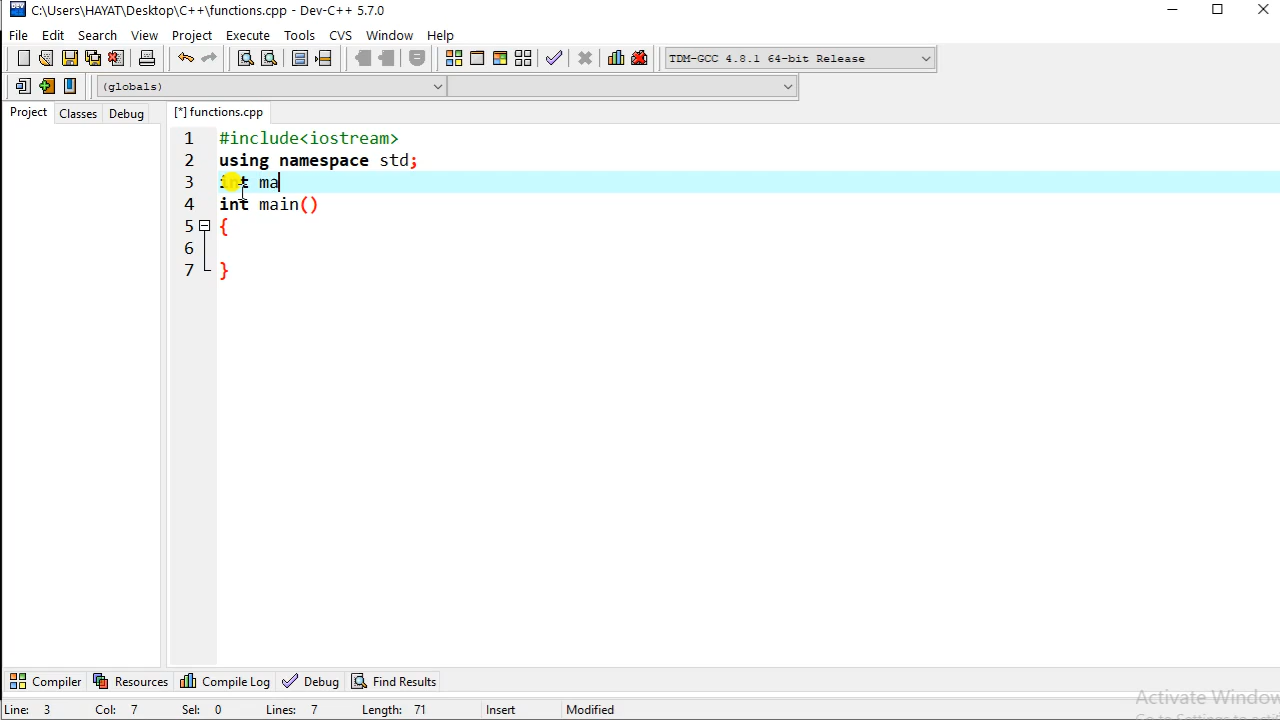 C:\Users\HAYAT\Desktop\C++\functions.cpp - Dev-C++ 5.7.0
File Edit Search View Project Execute Tools CVS Window Help
TDM-GCC 4.8.1 64-bit Release
(globals)
Project Classes Debug [*] functions.cpp
1 #include<iostream>
2 using namespace std;
3 int ma
4 int main()
5 {
6
7 }
Compiler Resources Compile Log Debug Find Results
Activate Windows
Line: 3 Col: 7 Sel: 0 Lines: 7 Length: 71 Insert Modified